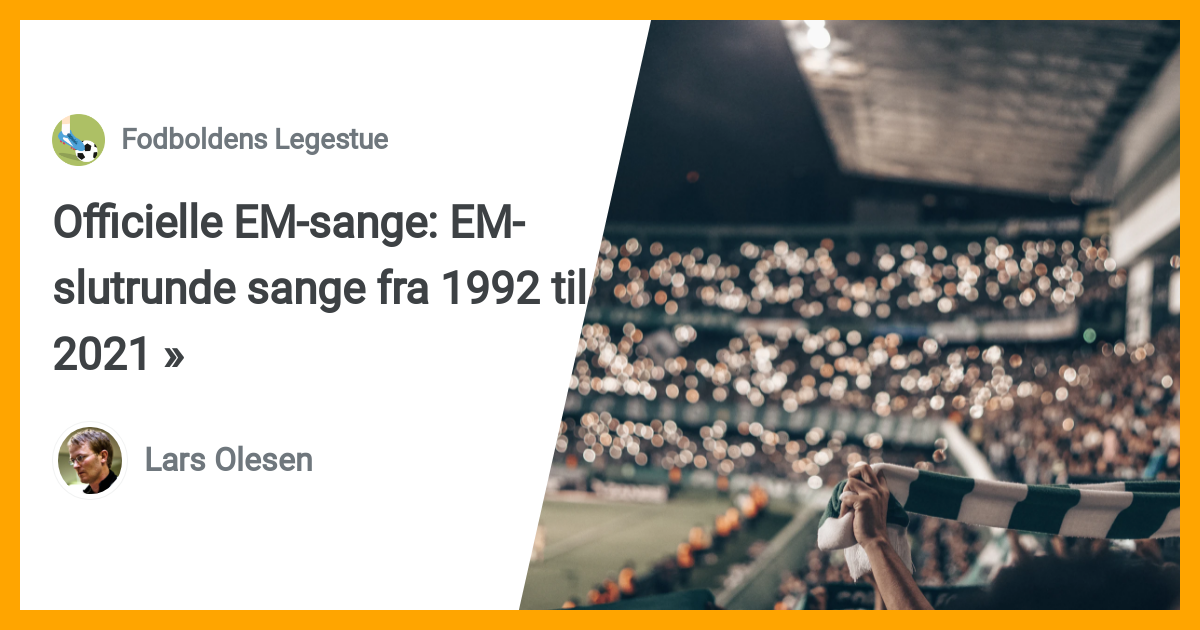 Fodboldens Legestue
Officielle EM-sange: EM-
slutrunde sange fra 1992 til
2021 »
Lars Olesen